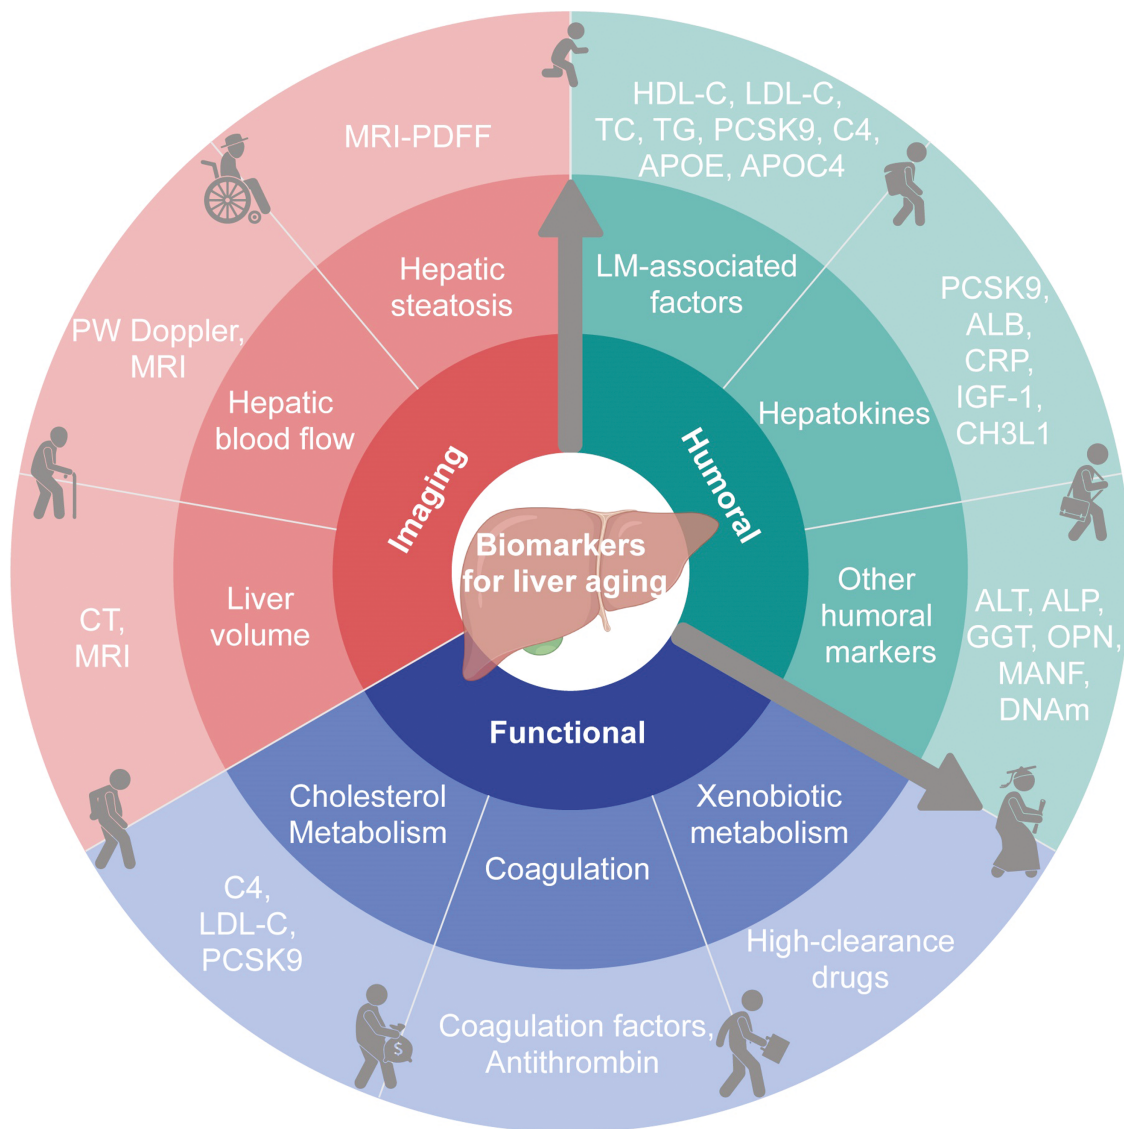 Biomarkers
for liver aging
Imaging
Hepatic
steatosis
MRI-PDFF
Hepatic
blood flow
PW Doppler,
MRI
Liver
volume
CT,
MRI
Humoral
LM-associated
factors
HDL-C, LDL-C,
TC, TG, PCSK9, C4,
APOE, APOC4
Hepatokines
PCSK9,
ALB,
CRP,
IGF-1,
CH3L1
Other
humoral
markers
ALT, ALP,
GGT, OPN,
MANF,
DNAm
Functional
Cholesterol
Metabolism
C4,
LDL-C,
PCSK9
Coagulation
Coagulation factors,
Antithrombin
Xenobiotic
metabolism
High-clearance
drugs
$